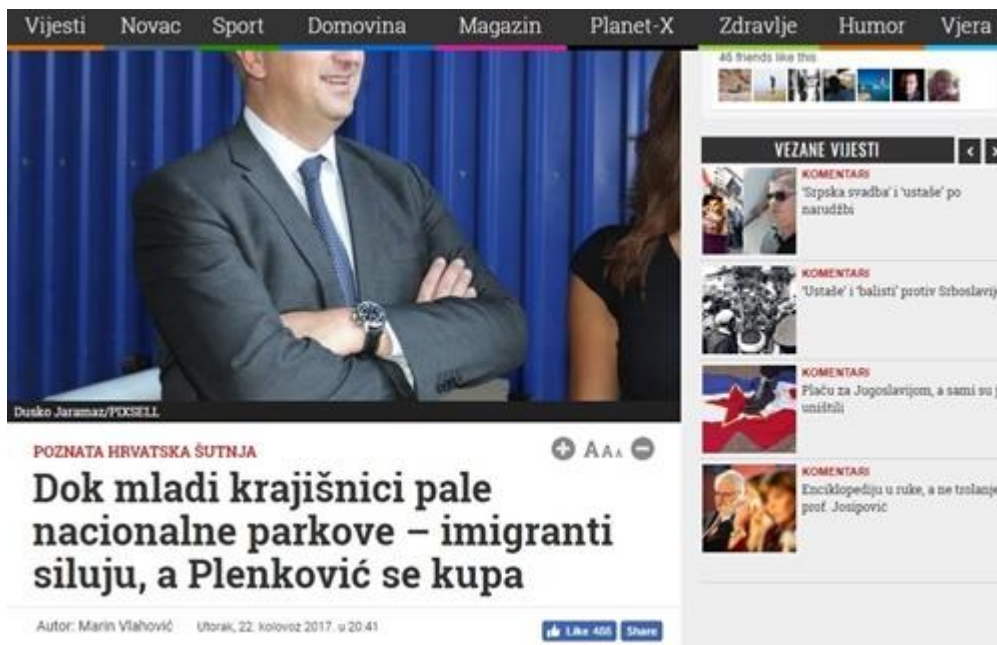 Vijesti Novac Sport Domovina Magazin Planet-X Zdravlje Humor Vjera
46 friends like this
VEZANE VIJESTI
KOMENTARI
'Srpska svadba' i 'ustaše' po
narudžbi
KOMENTARI
'Ustaše' i 'balisti' protiv Srboslavije
KOMENTARI
Plaču za Jugoslavijom, a sami su
uništili
KOMENTARI
Enciklopediju u ruke, a ne trolanje
prof. Josipović
Dusko Jaramaz/PIXSELL
POZNATA HRVATSKA ŠUTNJA
AAA
Dok mladi krajišnici pale
nacionalne parkove – imigranti
siluju, a Plenković se kupa
Autor: Marin Vlahović Utorak, 22. kolovoz 2017. u 20:41
Like 488 Share